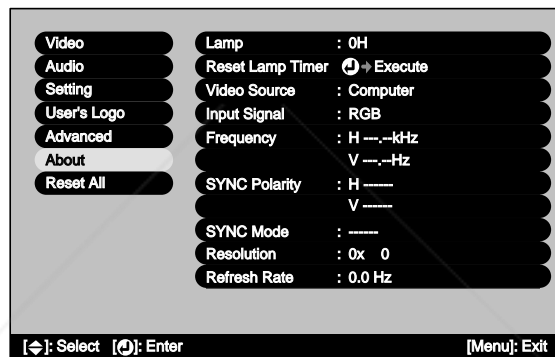 Video
Audio
Setting
User's Logo
Advanced
About
Reset All
Lamp : 0H
Reset Lamp Timer Execute
Video Source : Computer
Input Signal : RGB
Frequency : H ---.--kHz
V ---.--Hz
SYNC Polarity : H ------
V ------
SYNC Mode : ------
Resolution : 0x 0
Refresh Rate : 0.0 Hz
[ ]: Select [ ]: Enter [Menu]: Exit